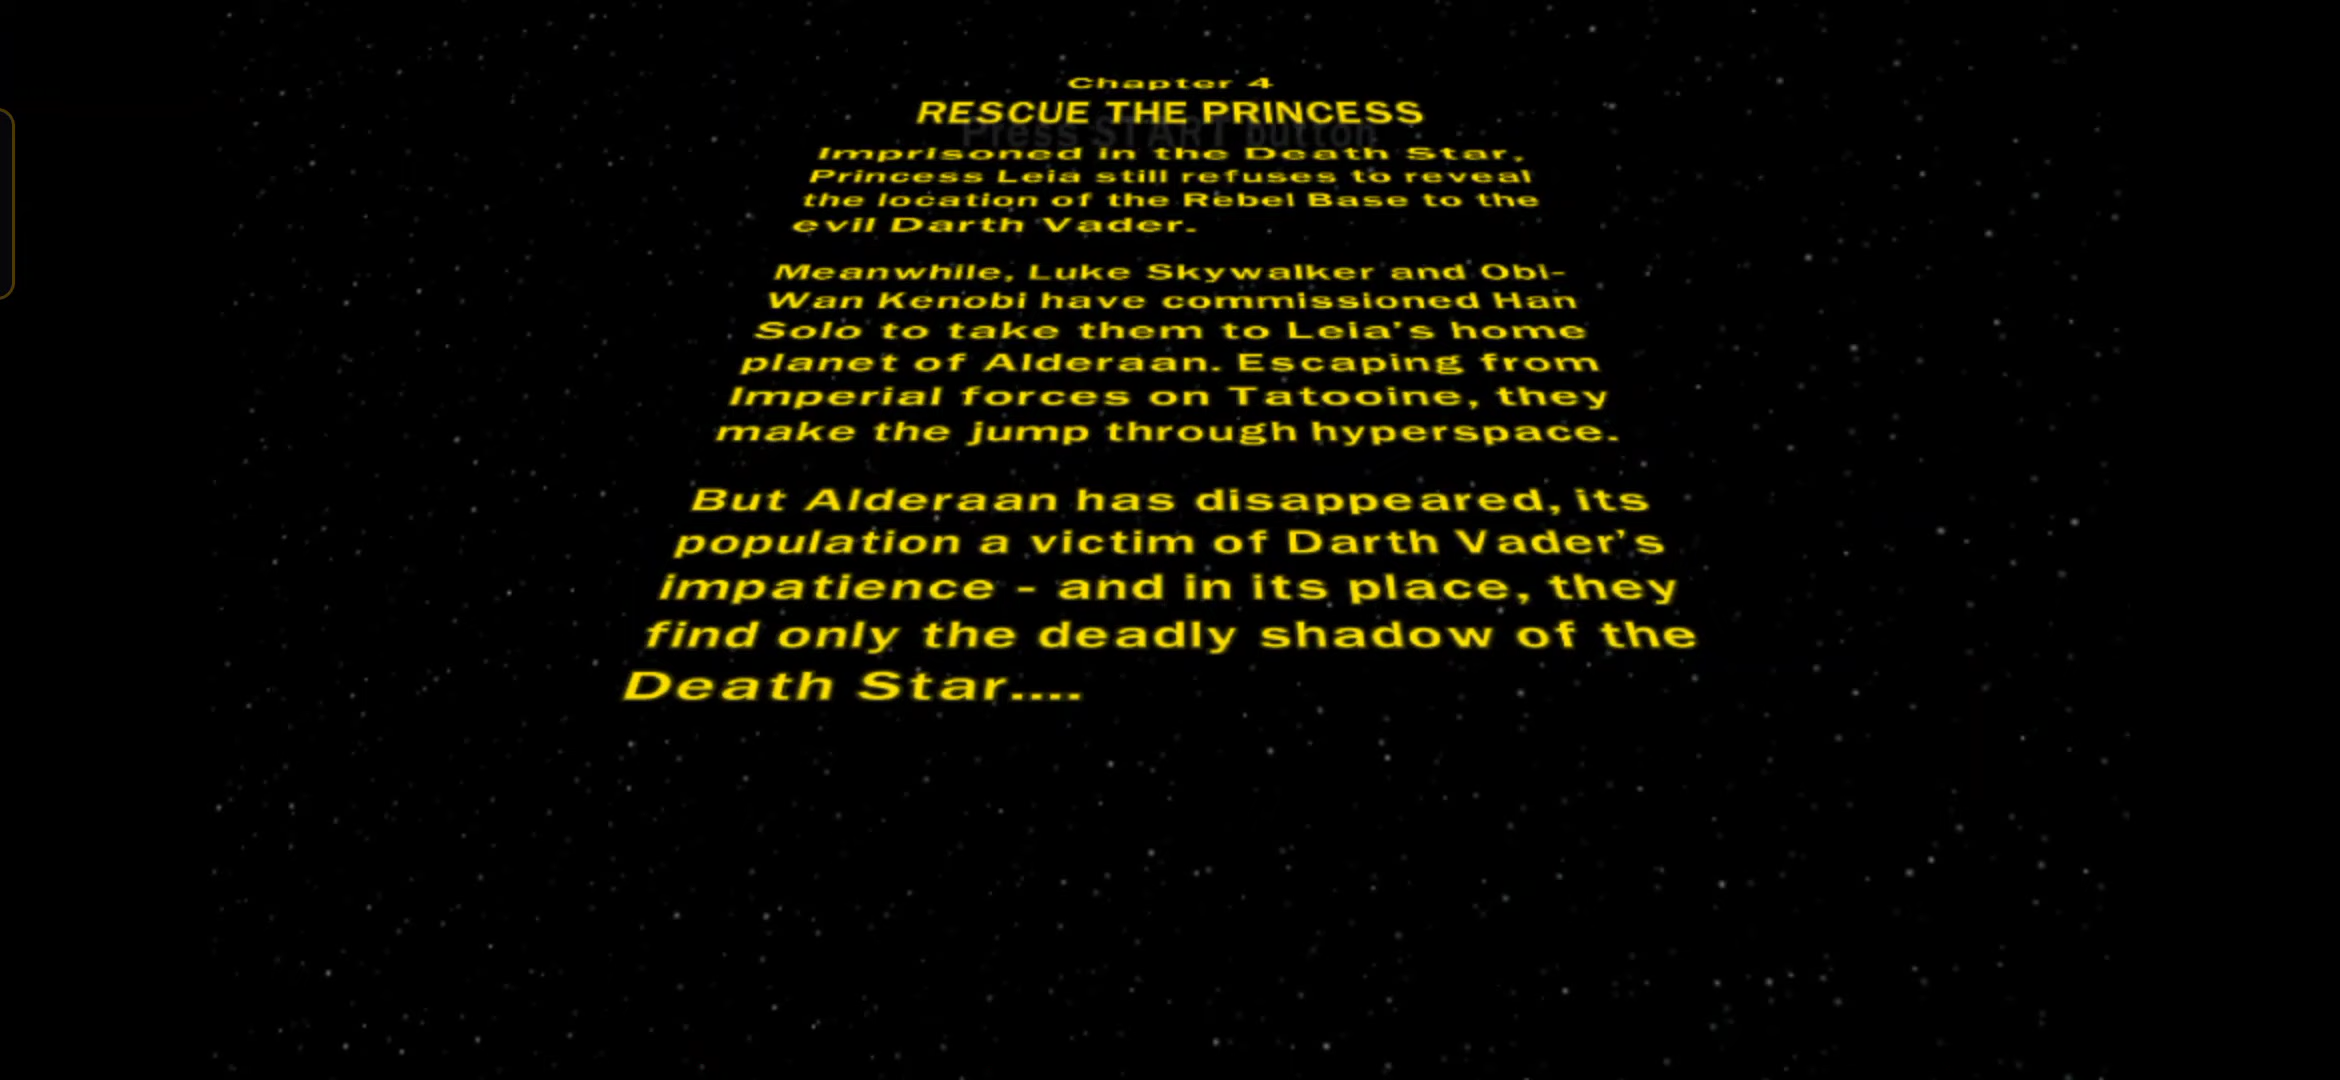 Chapter 4
RESCUE THE PRINCESS
Press START button
Imprisoned in the Death Star,
Princess Leia still refuses to reveal
the location of the Rebel Base to the
evil Darth Vader.
Meanwhile, Luke Skywalker and Obi-
Wan Kenobi have commissioned Han
Solo to take them to Leia's home
planet of Alderaan. Escaping from
Imperial forces on Tatooine, they
make the jump through hyperspace.
But Alderaan has disappeared, its
population a victim of Darth Vader's
impatience - and in its place, they
find only the deadly shadow of the
Death Star....